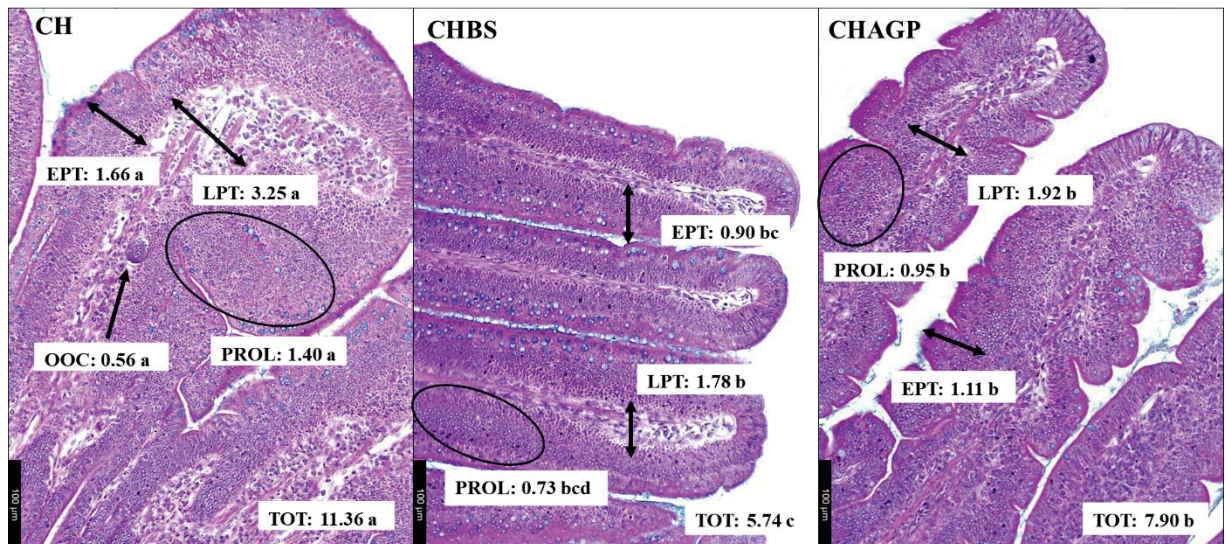 CH
EPT: 1.66 a
LPT: 3.25 a
OOC: 0.56 a
PROL: 1.40 a
TOT: 11.36 a
100 µm
CHBS
EPT: 0.90 bc
LPT: 1.78 b
PROL: 0.73 bcd
TOT: 5.74 c
100 µm
CHAGP
LPT: 1.92 b
PROL: 0.95 b
EPT: 1.11 b
TOT: 7.90 b
100 µm